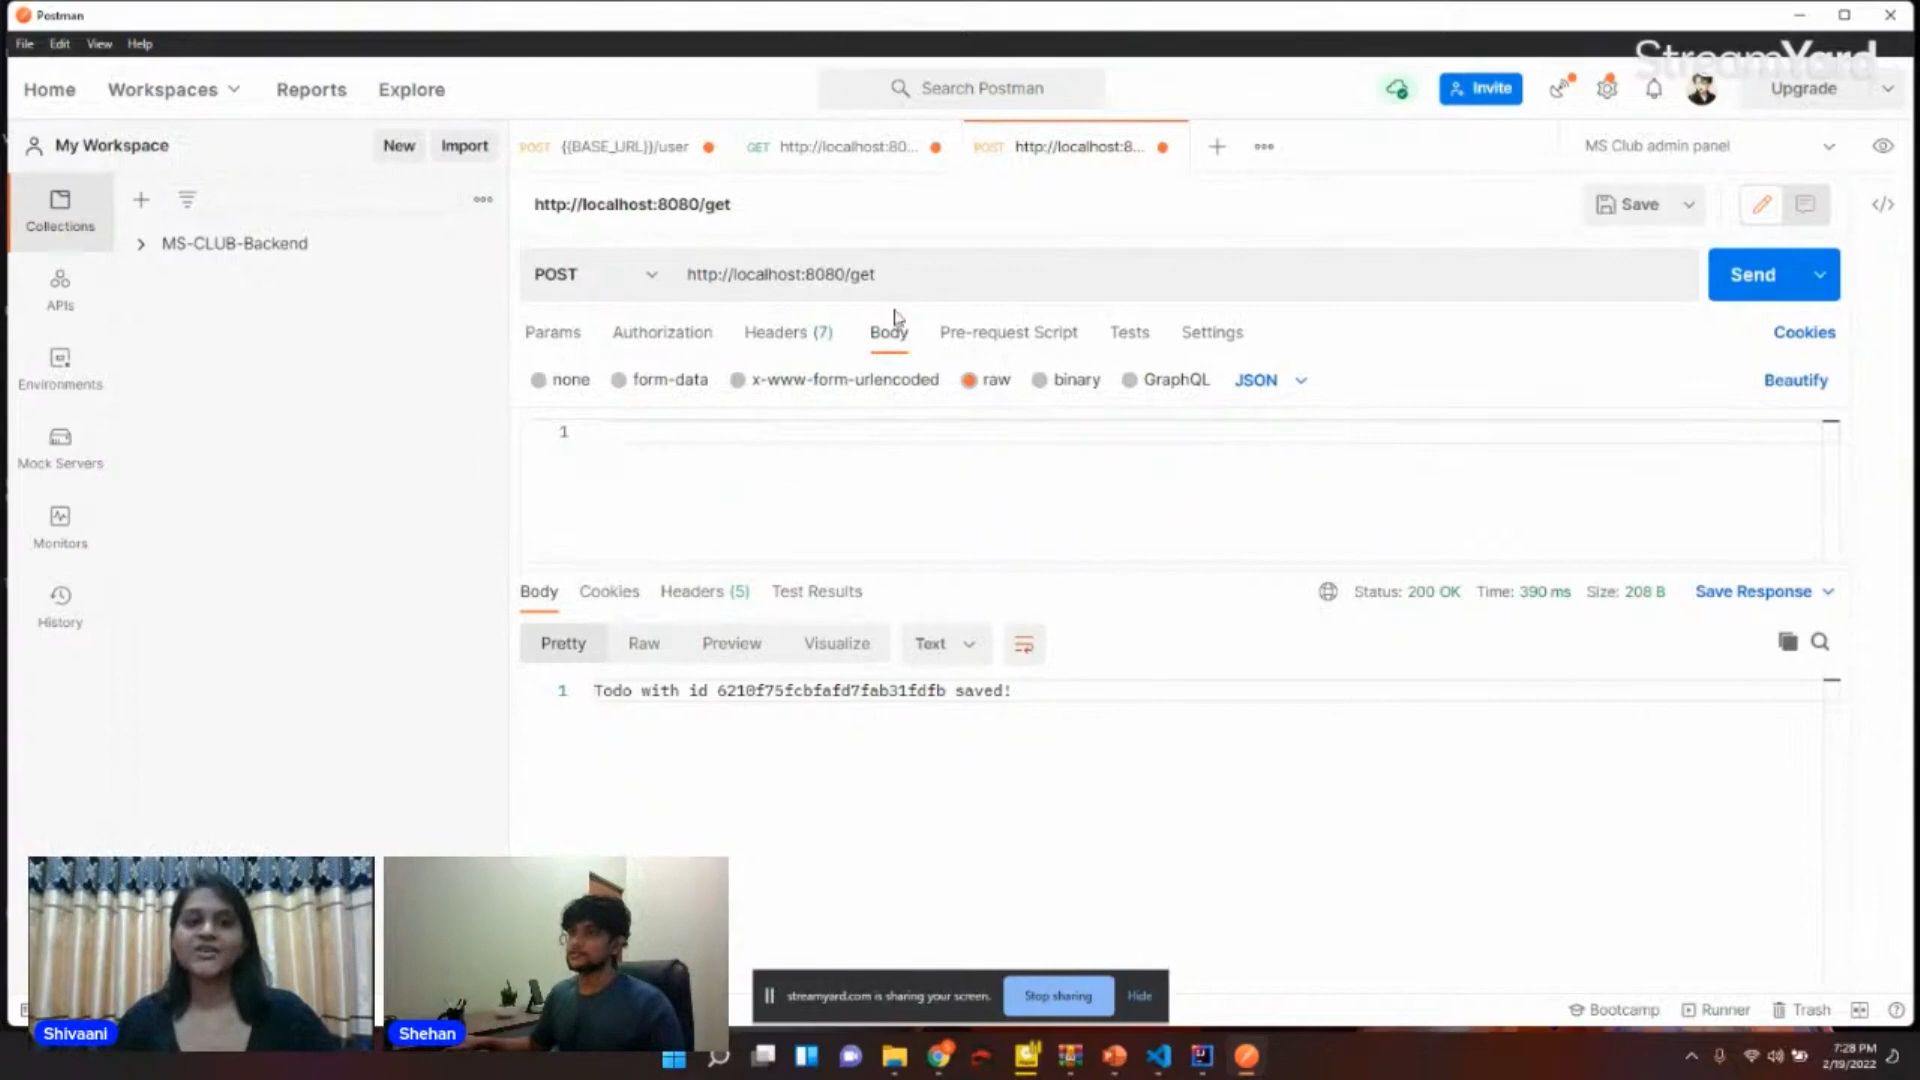 Postman
File Edit View Help
StreamYard
Home Workspaces Reports Explore Search Postman Invite Upgrade
My Workspace New Import POST {{BASE_URL}}/user GET http://localhost:80... POST http://localhost:8... MS Club admin panel
Collections
MS-CLUB-Backend
http://localhost:8080/get Save
POST http://localhost:8080/get Send
APIs
Params Authorization Headers (7) Body Pre-request Script Tests Settings Cookies
Environments
none form-data x-www-form-urlencoded raw binary GraphQL JSON Beautify
1
Mock Servers
Monitors
Body Cookies Headers (5) Test Results Status: 200 OK Time: 390 ms Size: 208 B Save Response
History
Pretty Raw Preview Visualize Text
1 Todo with id 6210f75fcbfafd7fab31fdfb saved!
streamyard.com is sharing your screen. Stop sharing Hide
Bootcamp Runner Trash
Shivaani Shehan
7:28 PM
2/19/2022